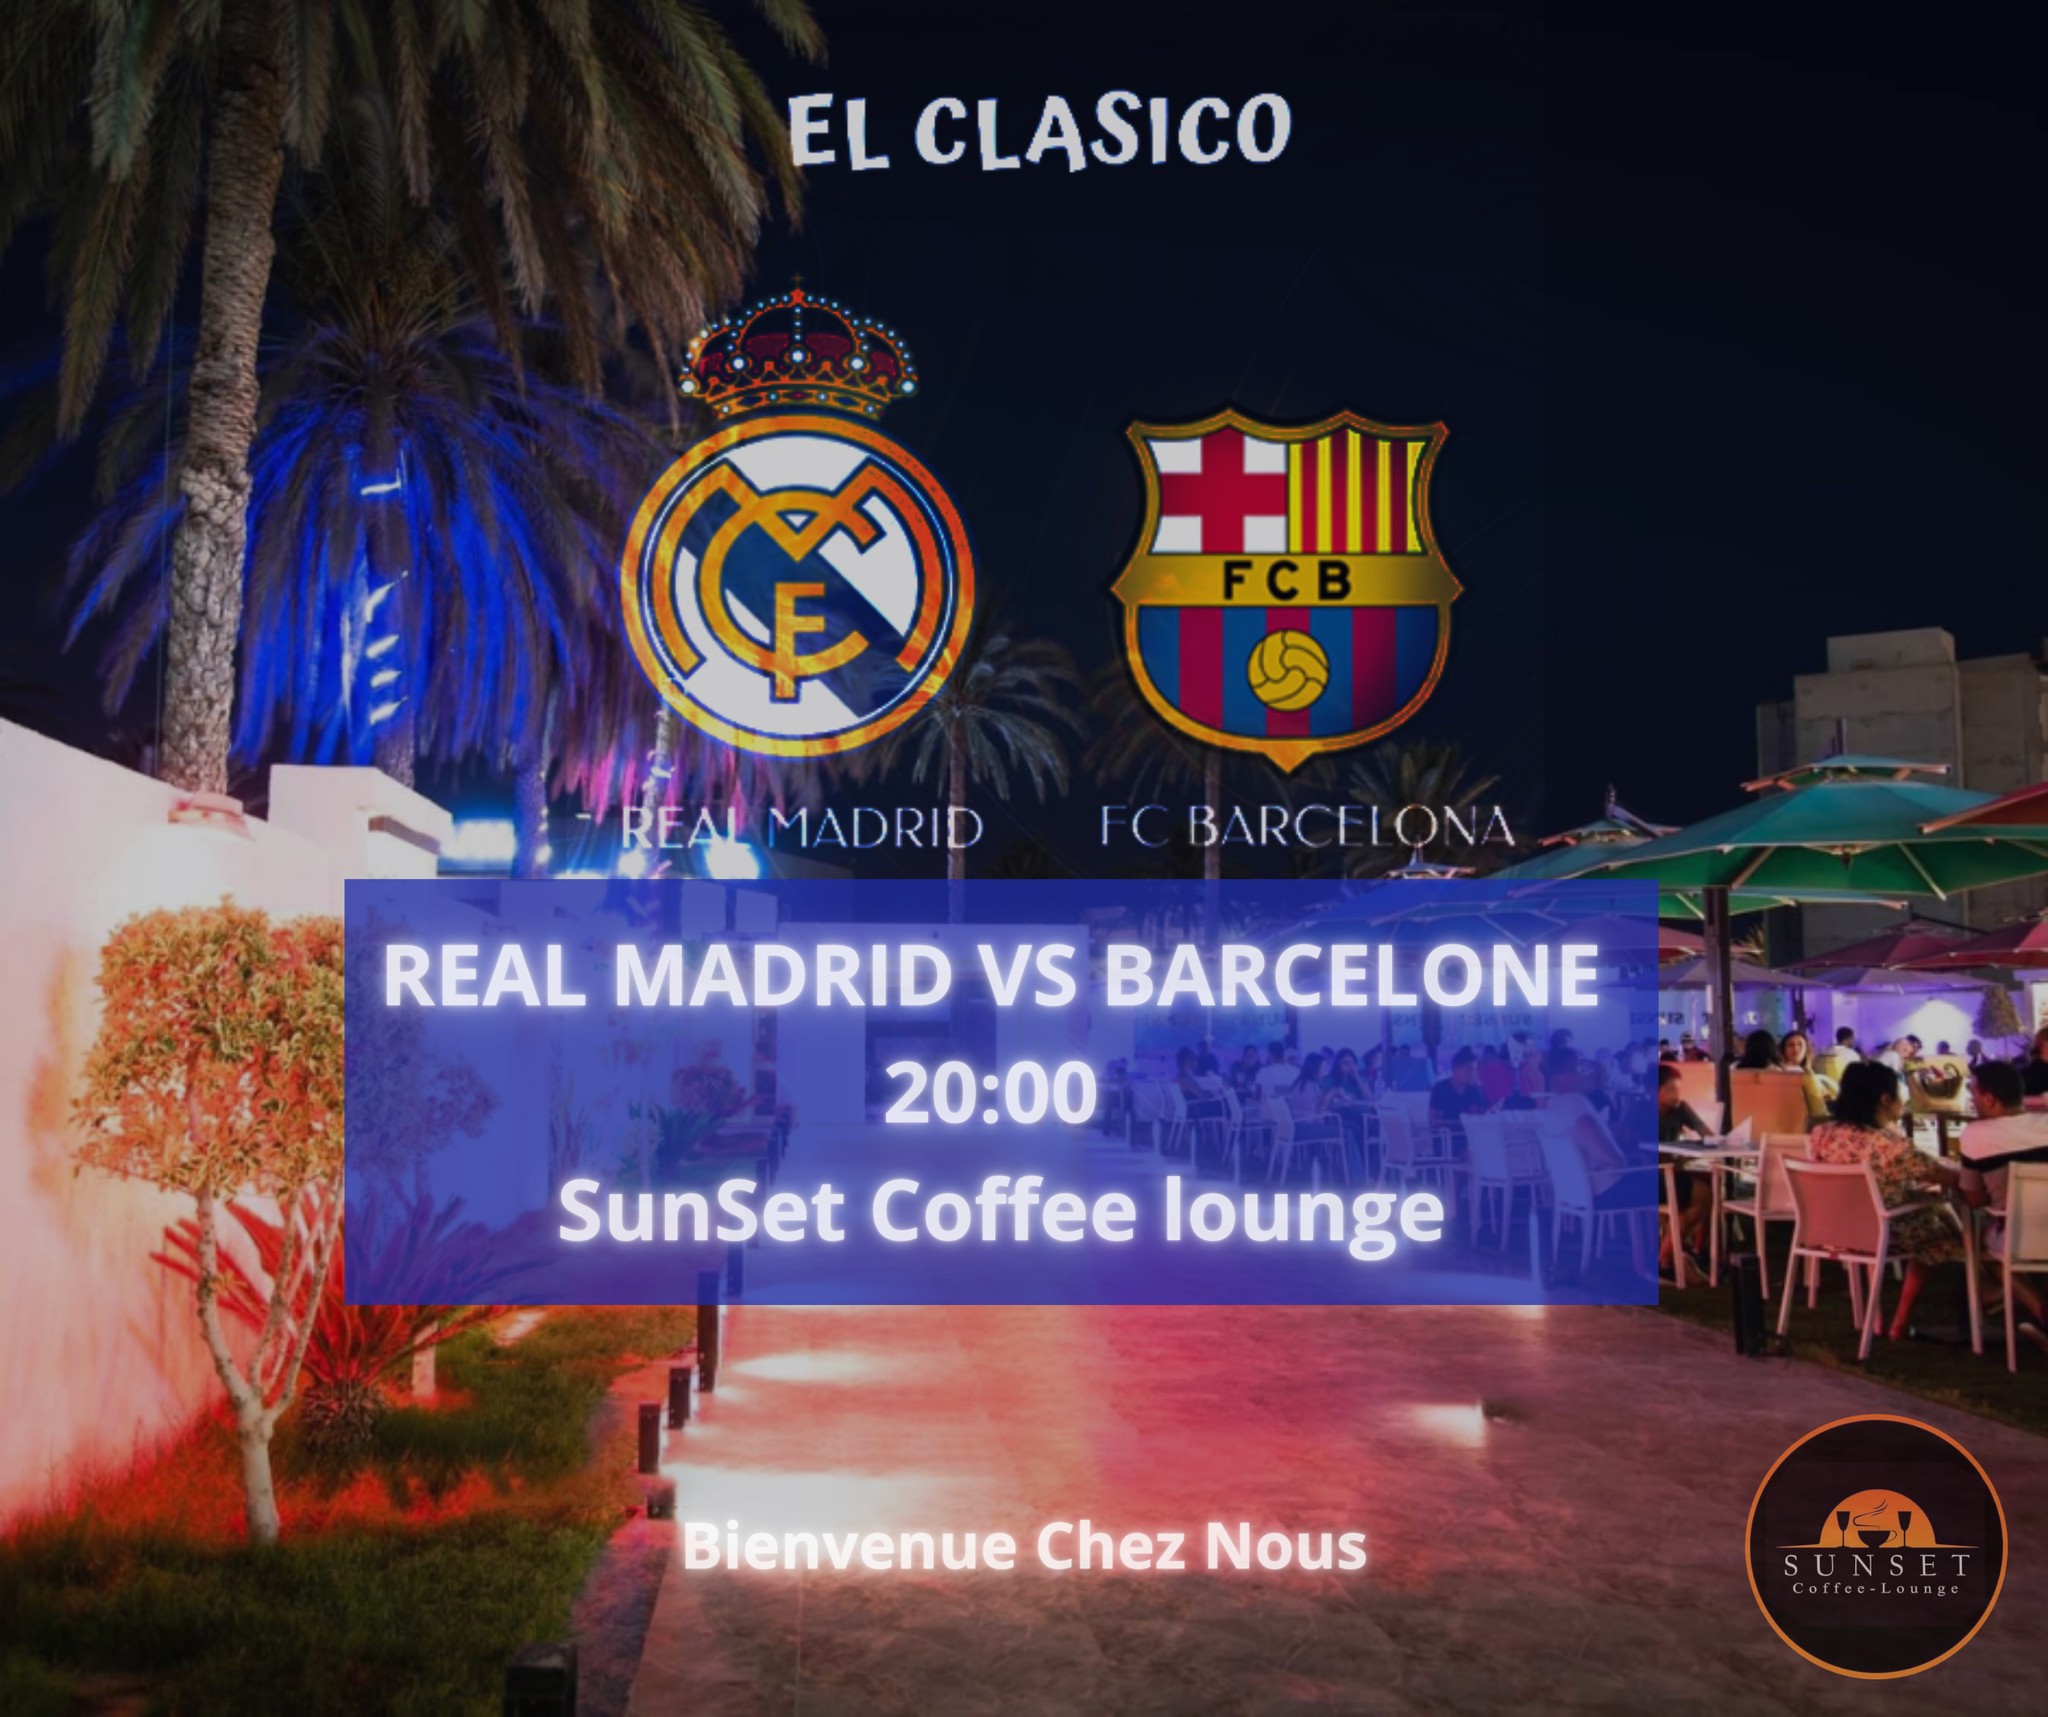 EL CLASICO
FCB
REAL MADRID FC BARCELONA
REAL MADRID VS BARCELONE
20:00
SunSet Coffee lounge
Bienvenue Chez Nous
SUNSET
Coffee-Lounge